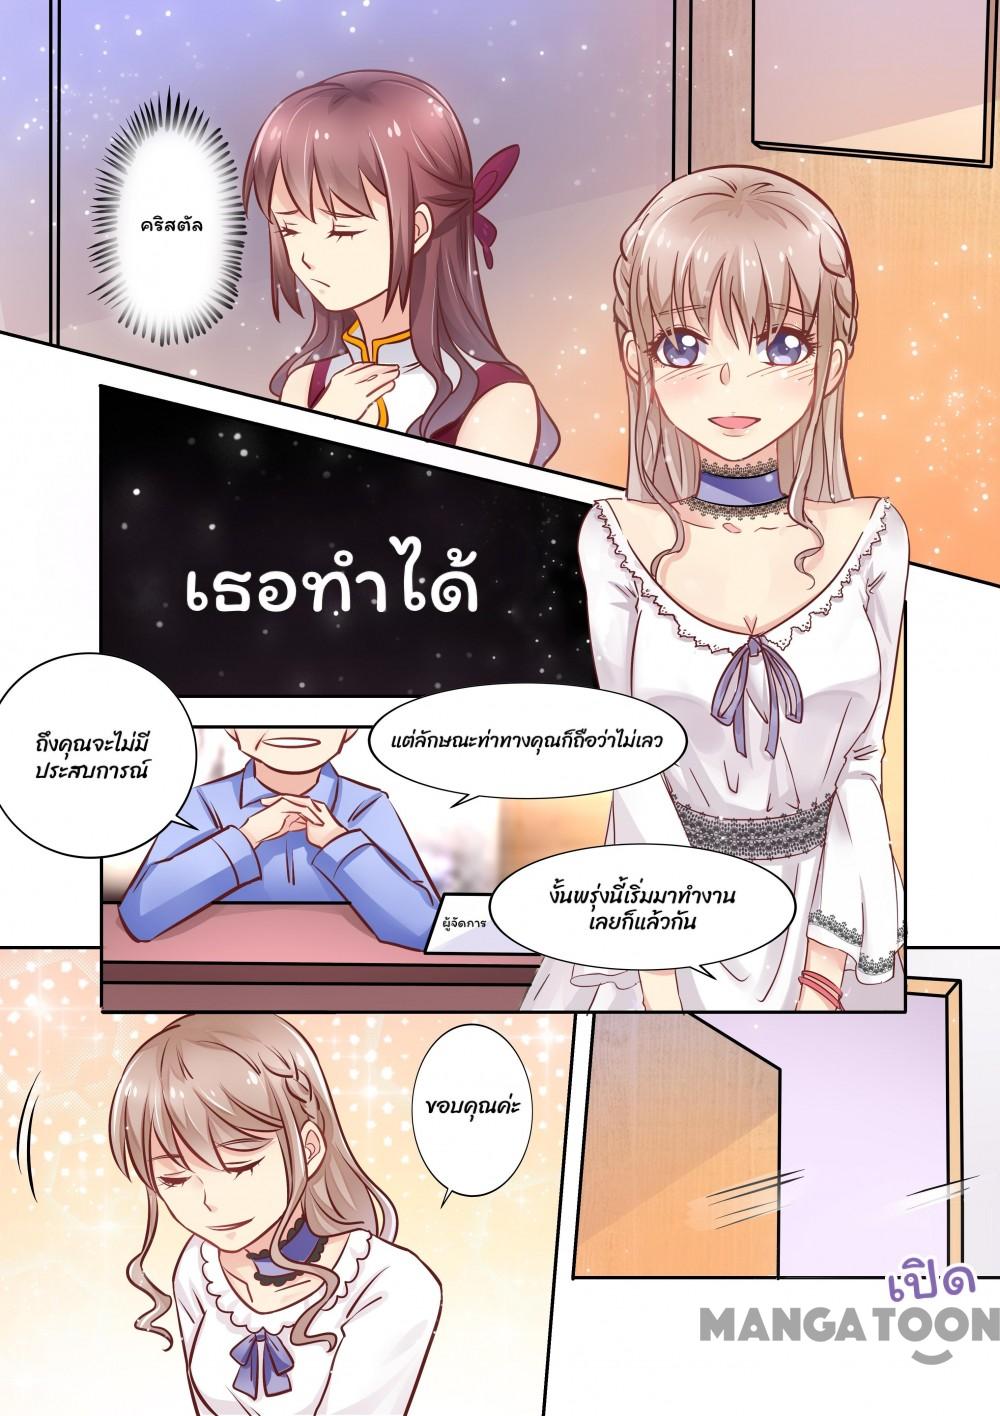 คริสตัล
เธอทำได้
ถึงคุณจะไม่มี
ประสบการณ์
แต่ลักษณะท่าทางคุณก็ถือว่าไม่เลว
งั้นพรุ่งนี้เริ่มมาทำงาน
เลยก็แล้วกัน
ผู้จัดการ
ขอบคุณค่ะ
เปิด
MANGATOON